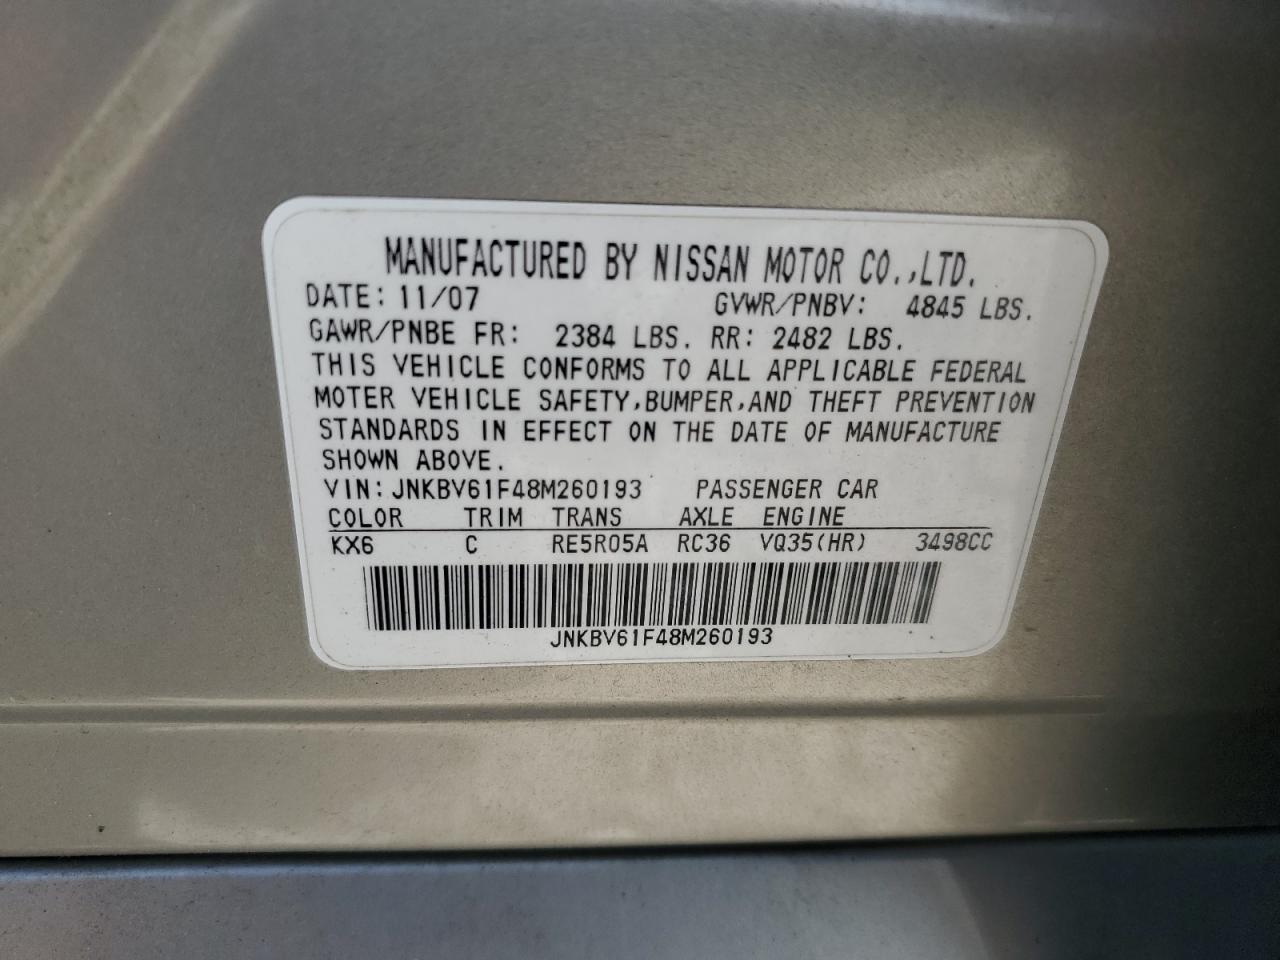 MANUFACTURED BY NISSAN MOTOR CO.,LTD.
DATE: 11/07 GVWR/PNBV: 4845 LBS.
GAWR/PNBE FR: 2384 LBS. RR: 2482 LBS.
THIS VEHICLE CONFORMS TO ALL APPLICABLE FEDERAL
MOTER VEHICLE SAFETY,BUMPER,AND THEFT PREVENTION
STANDARDS IN EFFECT ON THE DATE OF MANUFACTURE
SHOWN ABOVE.
VIN:JNKBV61F48M260193 PASSENGER CAR
COLOR TRIM TRANS AXLE ENGINE
KX6 C RE5R05A RC36 VQ35(HR) 3498CC
JNKBV61F48M260193